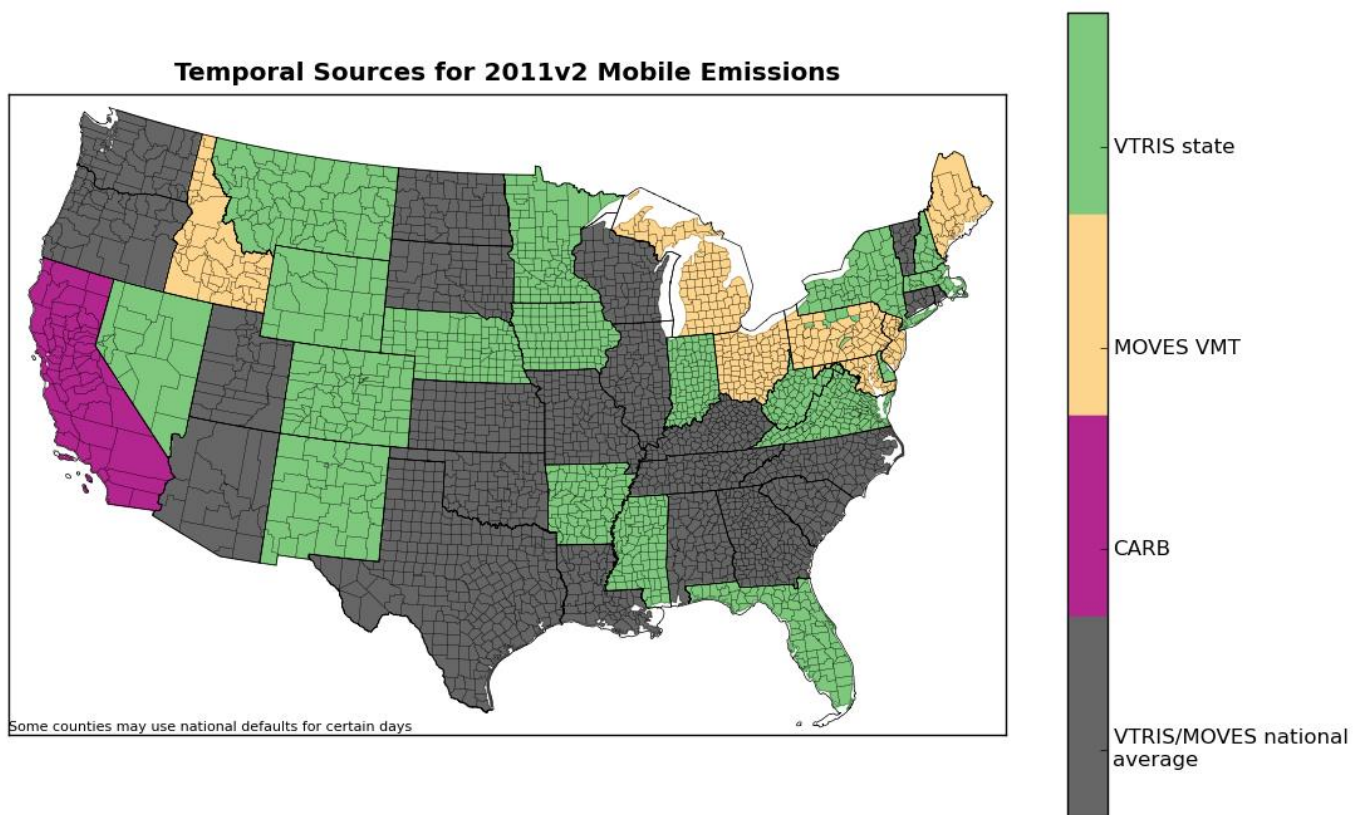 Temporal Sources for 2011v2 Mobile Emissions
VTRIS state
MOVES VMT
CARB
VTRIS/MOVES national
average
Some counties may use national defaults for certain days